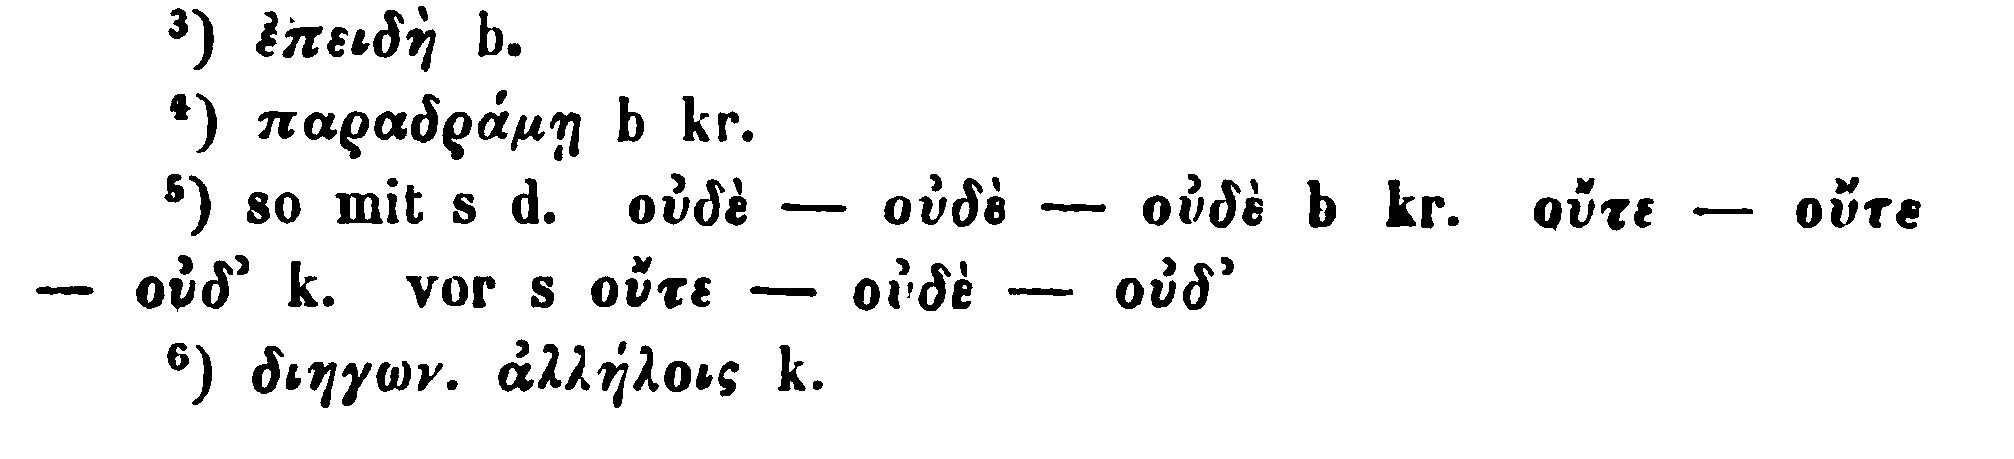 ³) ἐπειδὴ b.
⁴) παραδράμῃ b kr.
⁵) so mit s d. οὐδὲ — οὐδὲ — οὐδὲ b kr. οὔτε — οὔτε
— οὐδ’ k. vor s οὔτε — οὐδὲ — οὐδ’
⁶) διηγων. ἀλλήλοις k.